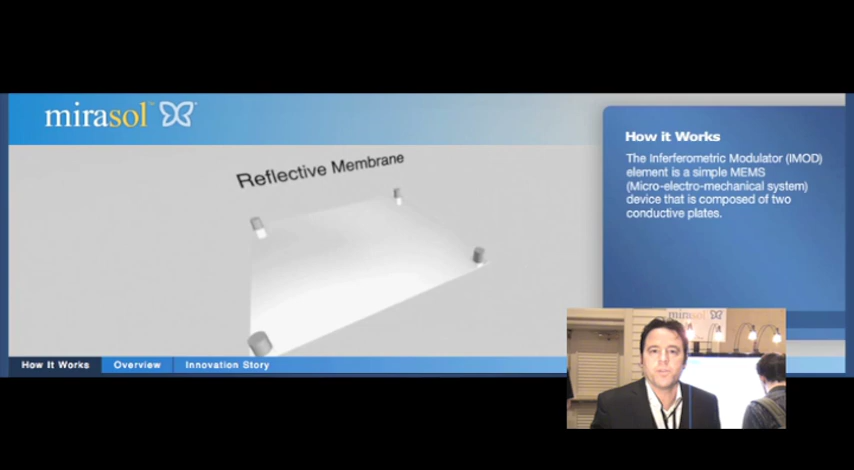 mirasol™
Reflective Membrane
How it Works
The Inferferometric Modulator (IMOD)
element is a simple MEMS
(Micro-electro-mechanical system)
device that is composed of two
conductive plates.
mirasol
How It Works
Overview
Innovation Story